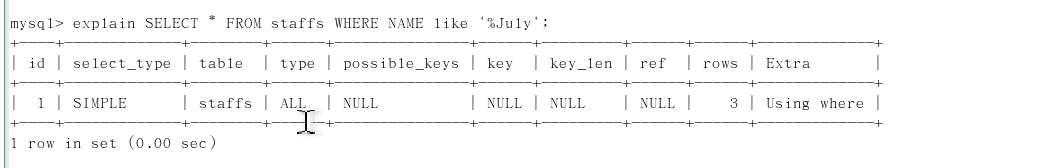 mysql> explain SELECT * FROM staffs WHERE NAME like '%July';
+----+-------------+--------+------+---------------+------+---------+------+------+-------------+
| id | select_type | table | type | possible_keys | key | key_len | ref | rows | Extra |
+----+-------------+--------+------+---------------+------+---------+------+------+-------------+
| 1 | SIMPLE | staffs | ALL | NULL | NULL | NULL | NULL | 3 | Using where |
+----+-------------+--------+------+---------------+------+---------+------+------+-------------+
1 row in set (0.00 sec)